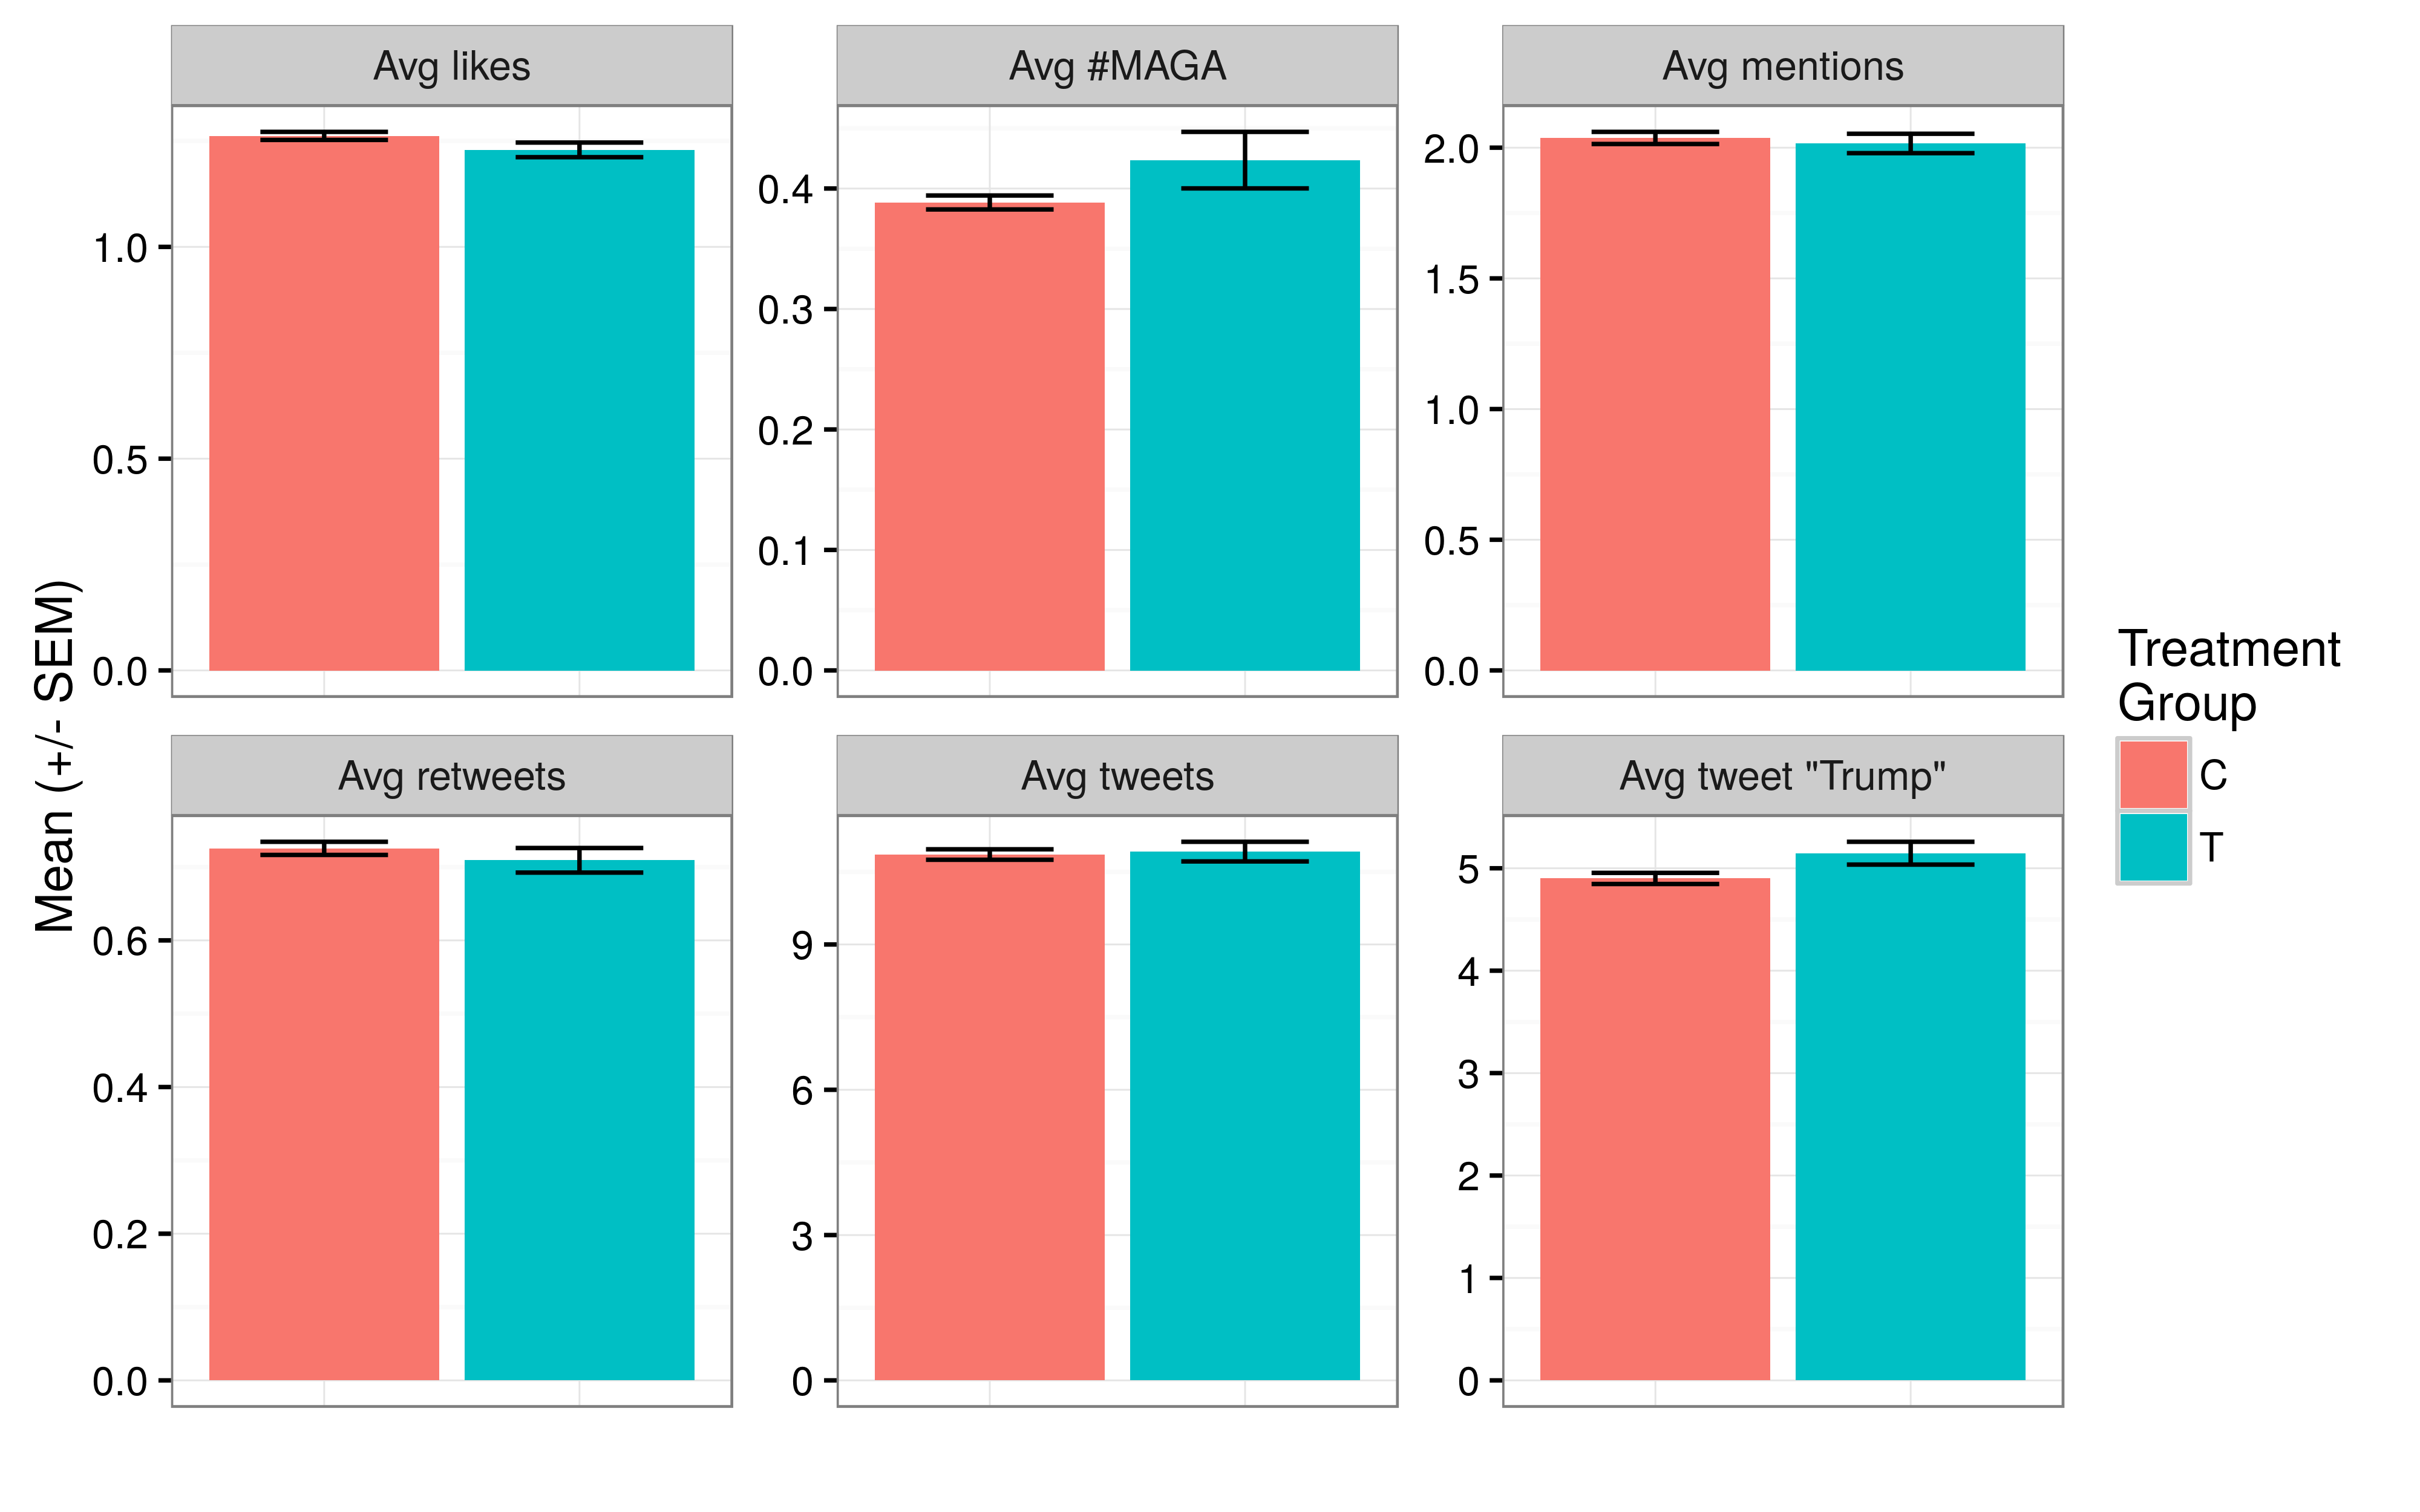 Avg likes
Avg #MAGA
Avg mentions
1.0
0.5
0.0
0.4
0.3
0.2
0.1
0.0
2.0
1.5
1.0
0.5
0.0
Mean (+/- SEM)
Avg retweets
Avg tweets
Avg tweet "Trump"
0.6
0.4
0.2
0.0
9
6
3
0
5
4
3
2
1
0
Treatment
Group
C
T